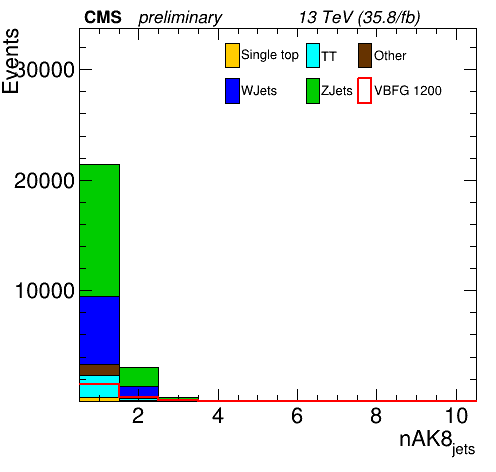 CMS preliminary 13 TeV (35.8/fb)
Events
Single top TT Other
WJets ZJets VBFG 1200
30000
20000
10000
2 4 6 8 10
nAK8jets